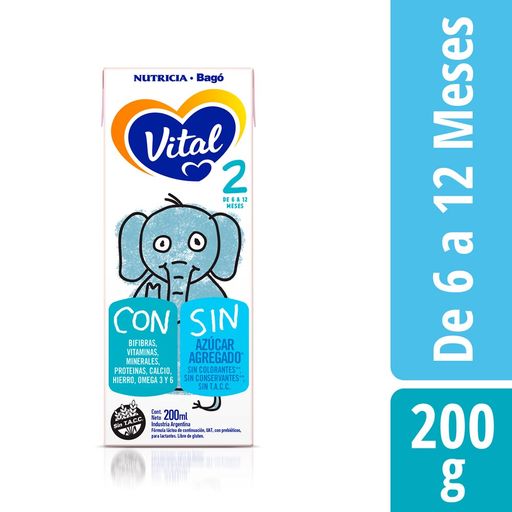 NUTRICIA • Bagó
Vital
2
DE 6 A 12
MESES
CON
BIFIBRAS,
VITAMINAS,
MINERALES,
PROTEINAS, CALCIO,
HIERRO, OMEGA 3 Y 6
SIN
AZÚCAR
AGREGADO*
SIN COLORANTES**,
SIN CONSERVANTES**,
SIN T.A.C.C.
Sin T.A.C.C.
Cont.
Neto 200ml
Industria Argentina
Fórmula láctea de continuación, UAT, con prebióticos,
para lactantes. Libre de gluten.
De 6 a 12 Meses
200
g